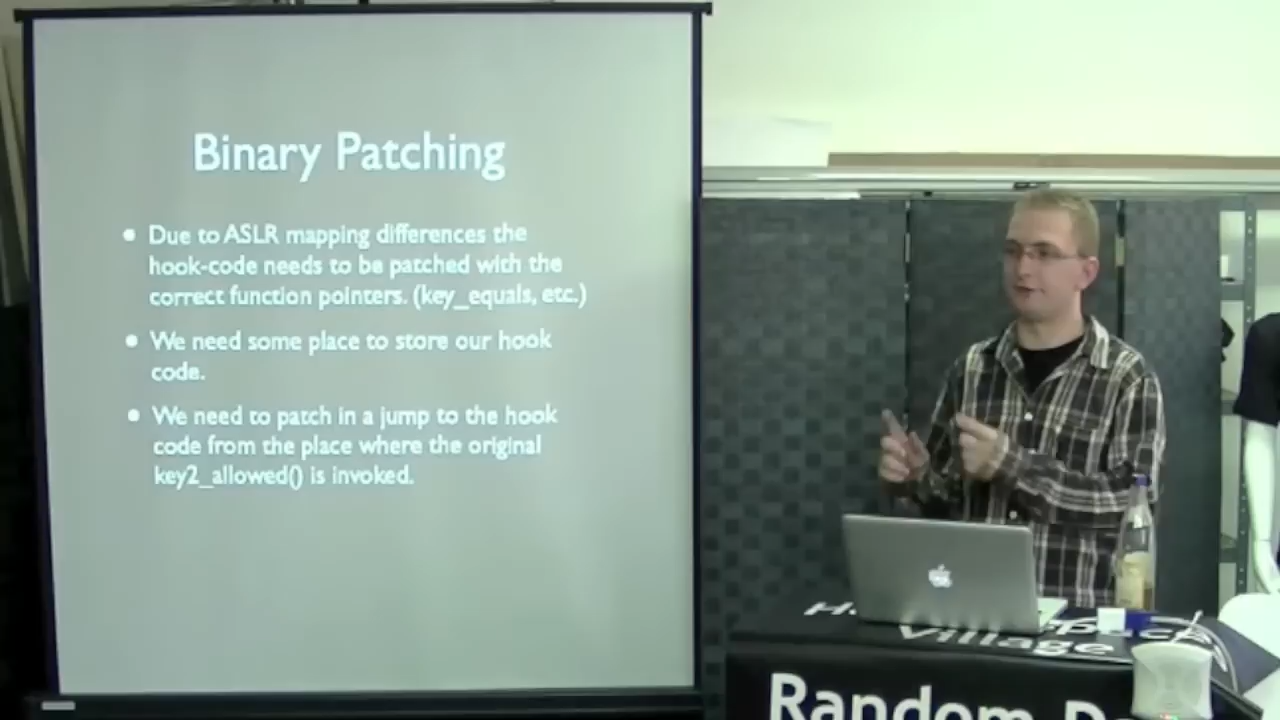 Binary Patching
• Due to ASLR mapping differences the
hook-code needs to be patched with the
correct function pointers. (key_equals, etc.)
• We need some place to store our hook
code.
• We need to patch in a jump to the hook
code from the place where the original
key2_allowed() is invoked.
Village
Random